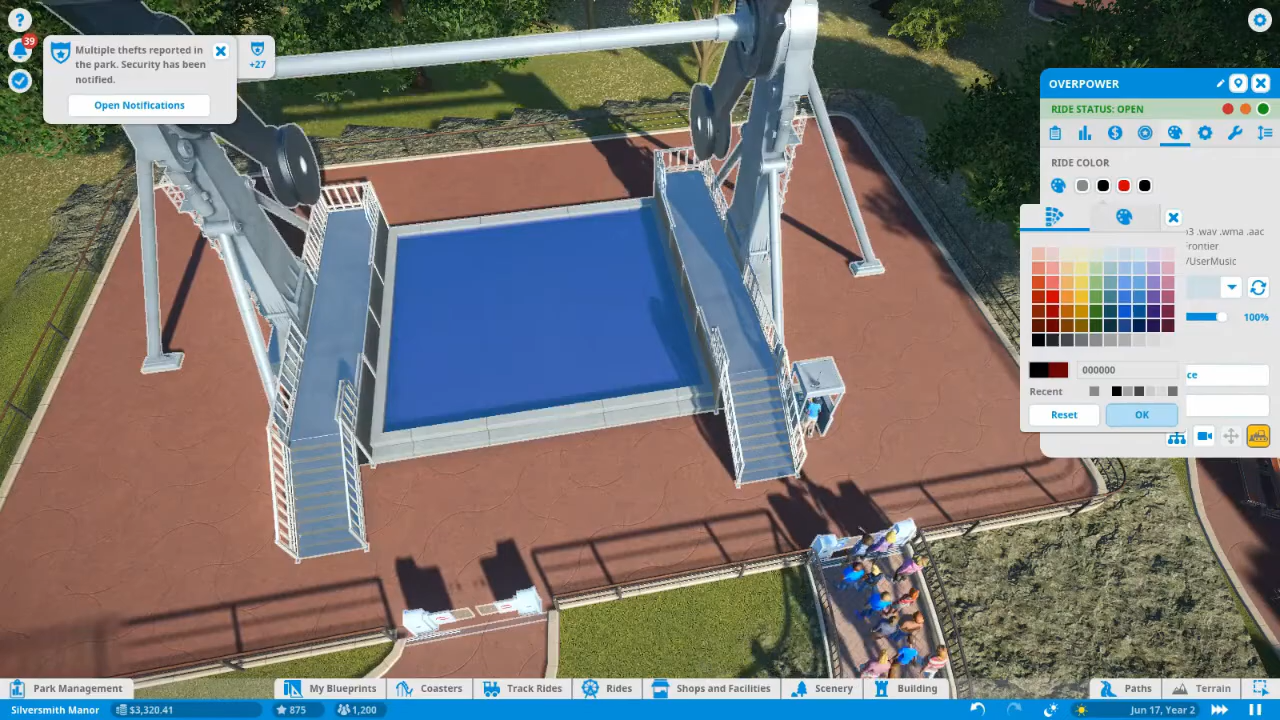 39
Multiple thefts reported in
the park. Security has been
notified.
+27
Open Notifications
OVERPOWER
RIDE STATUS: OPEN
RIDE COLOR
.wav .wma .aac
Frontier
/UserMusic
100%
000000
ce
Recent
Reset
OK
Park Management
My Blueprints
Coasters
Track Rides
Rides
Shops and Facilities
Scenery
Building
Paths
Terrain
Silversmith Manor
$3,320.41
875
1,200
Jun 17, Year 2